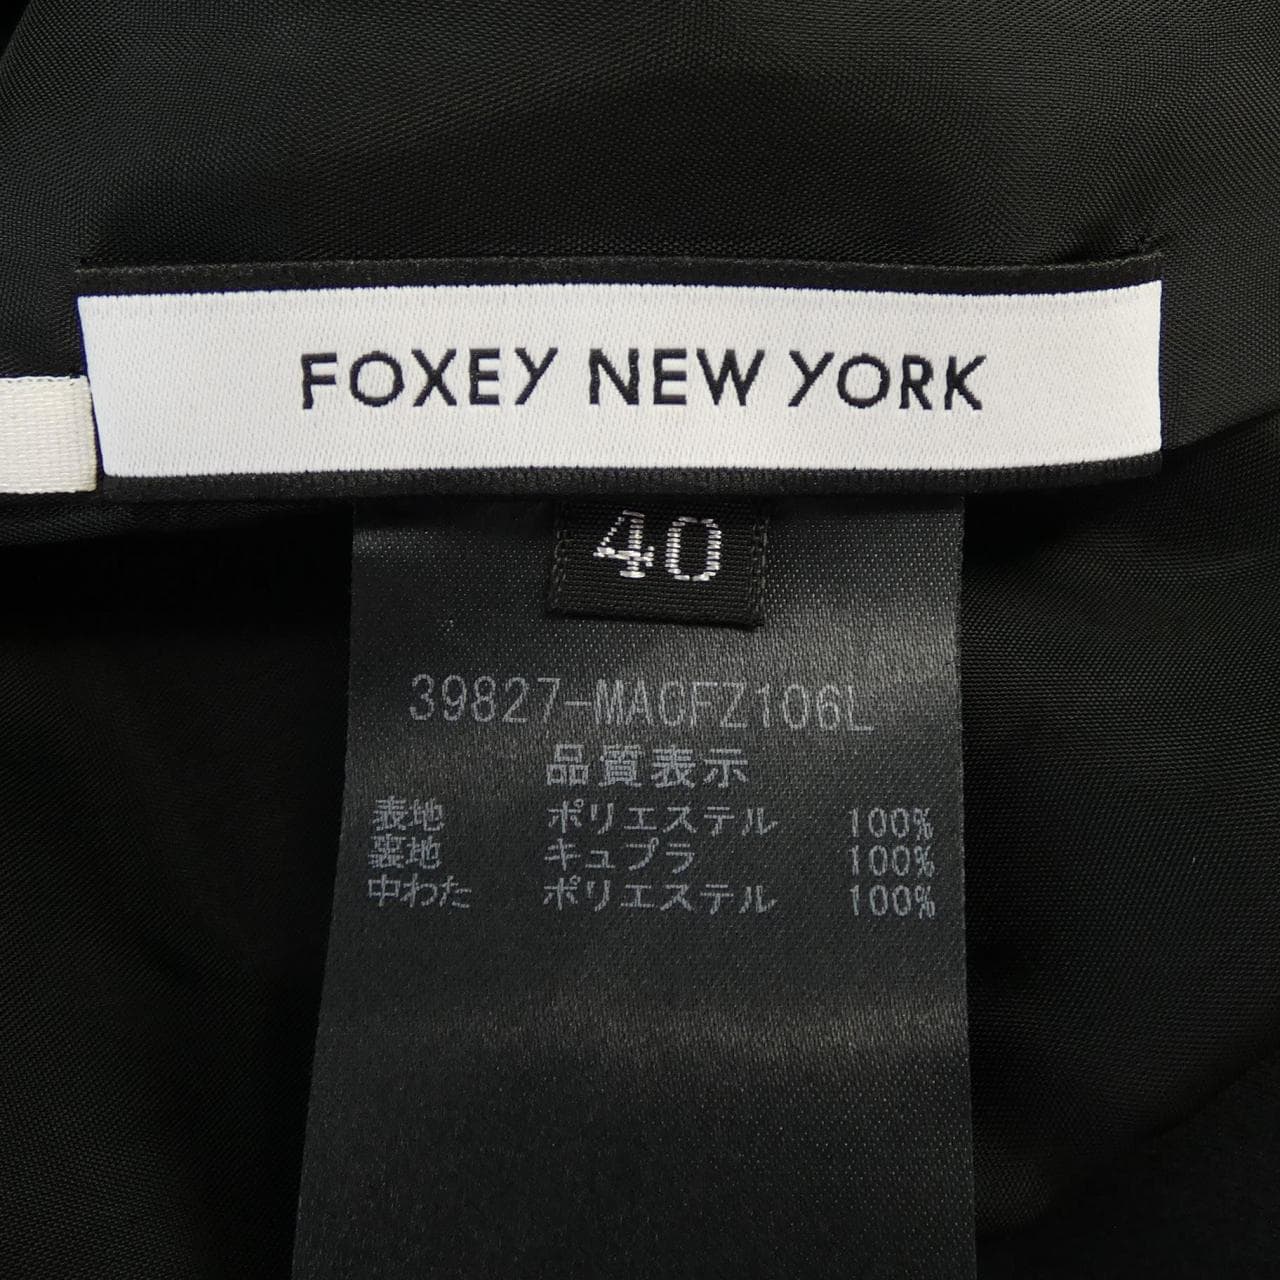 FOXEY NEW YORK
40
39827-MACFZ106L
品質表示
表地 ポリエステル 100%
裏地 キュプラ 100%
中わた ポリエステル 100%